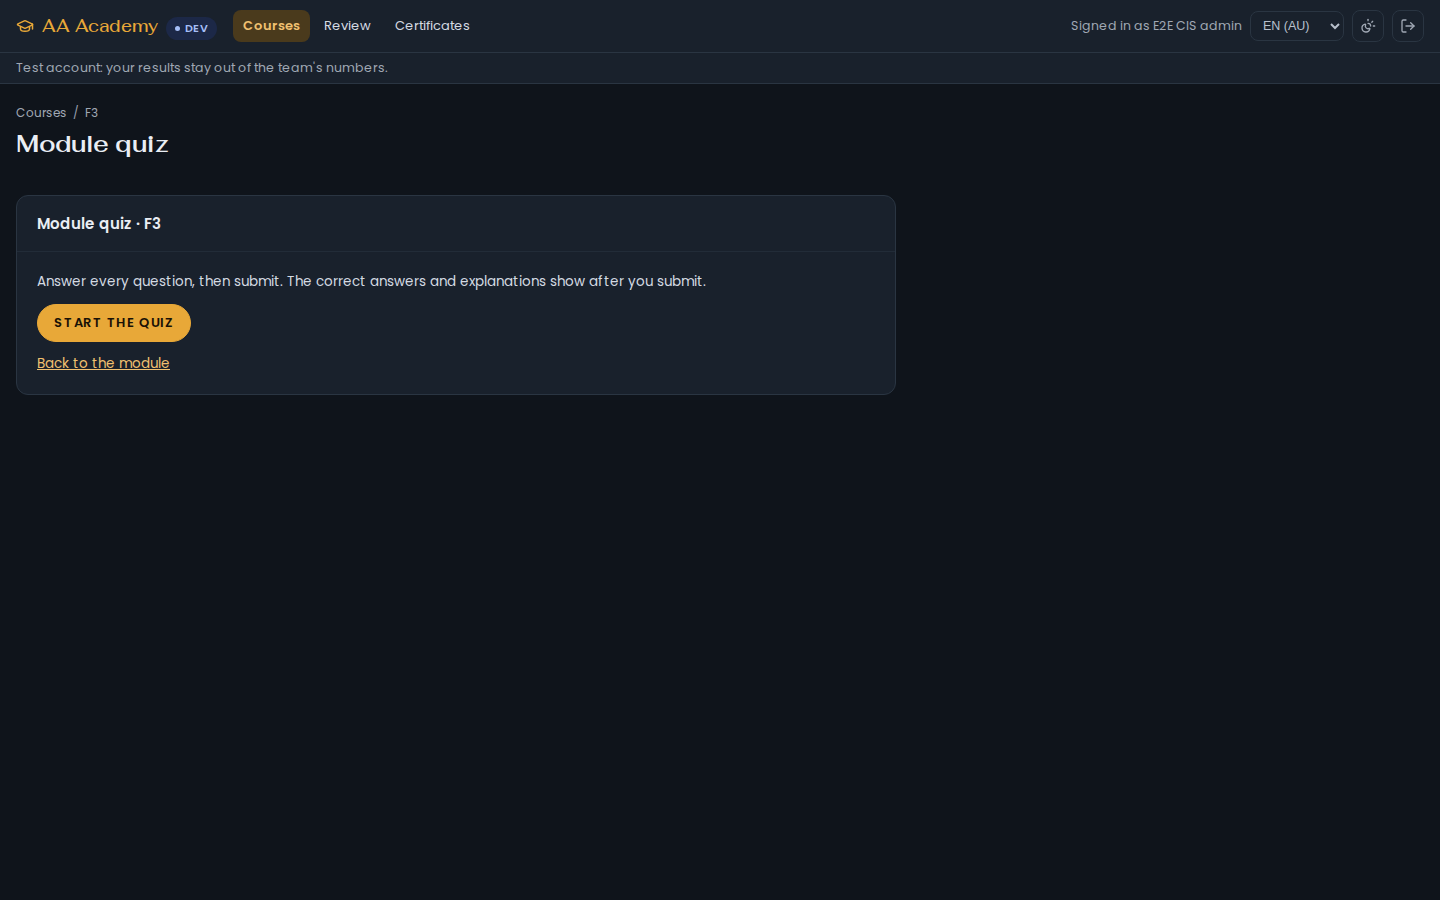 AA Academy
DEV
Courses
Review
Certificates
Signed in as E2E CIS admin
EN (AU)
Test account: your results stay out of the team's numbers.
Courses / F3
Module quiz
Module quiz · F3
Answer every question, then submit. The correct answers and explanations show after you submit.
START THE QUIZ
Back to the module